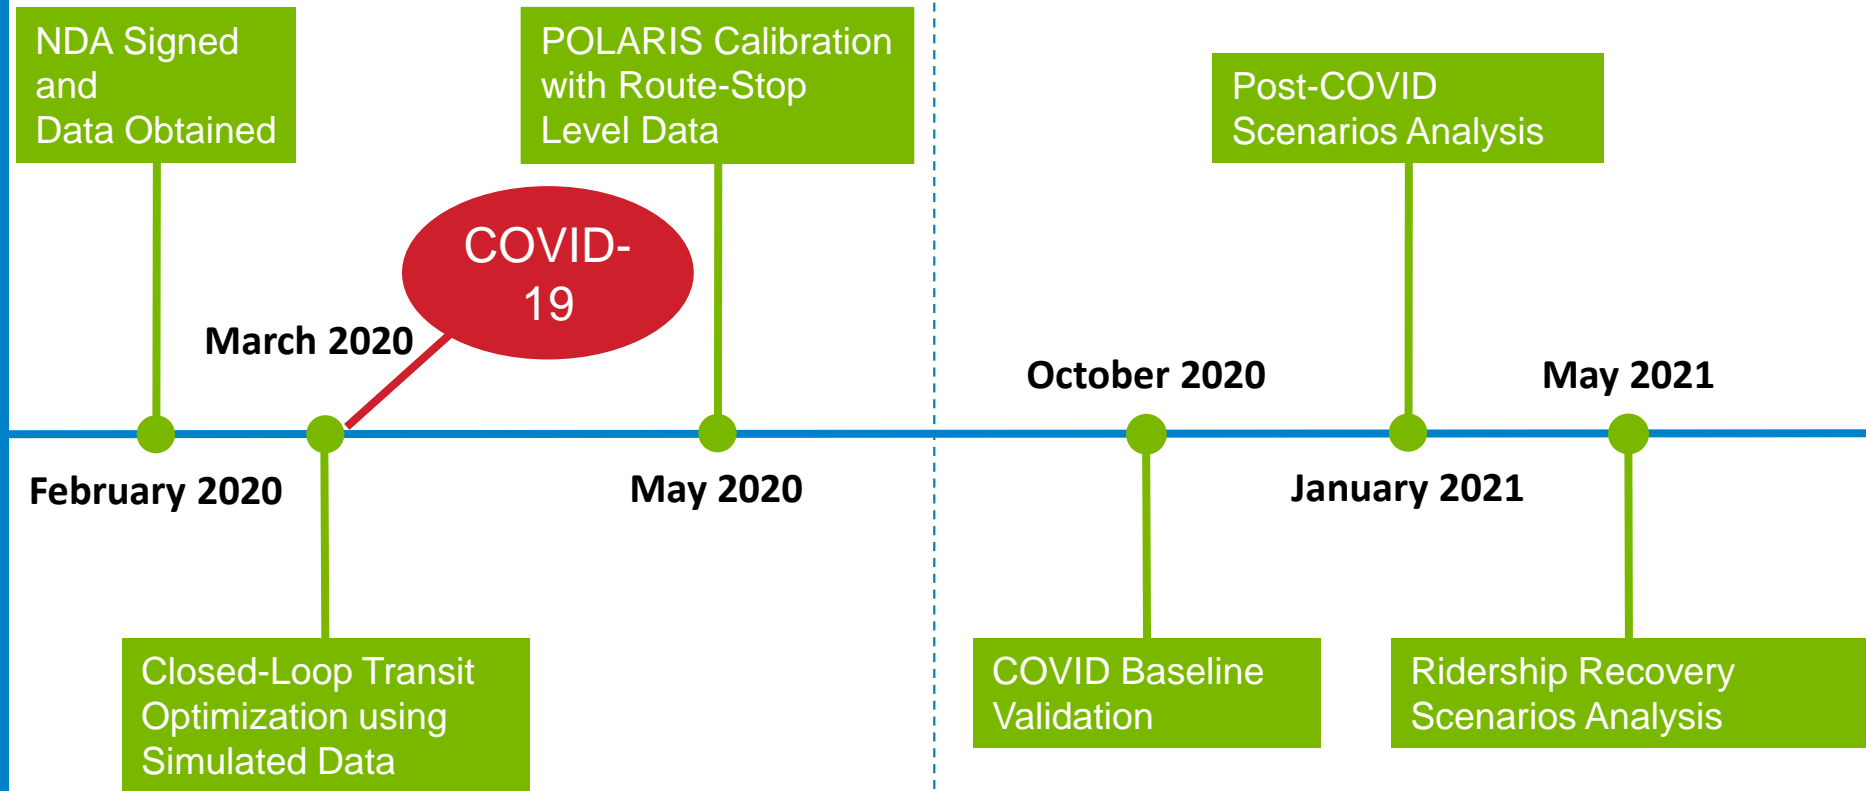 NDA Signed
and
Data Obtained
POLARIS Calibration
with Route-Stop
Level Data
Post-COVID
Scenarios Analysis
COVID-
19
March 2020
October 2020
May 2021
February 2020
May 2020
January 2021
Closed-Loop Transit
Optimization using
Simulated Data
COVID Baseline
Validation
Ridership Recovery
Scenarios Analysis